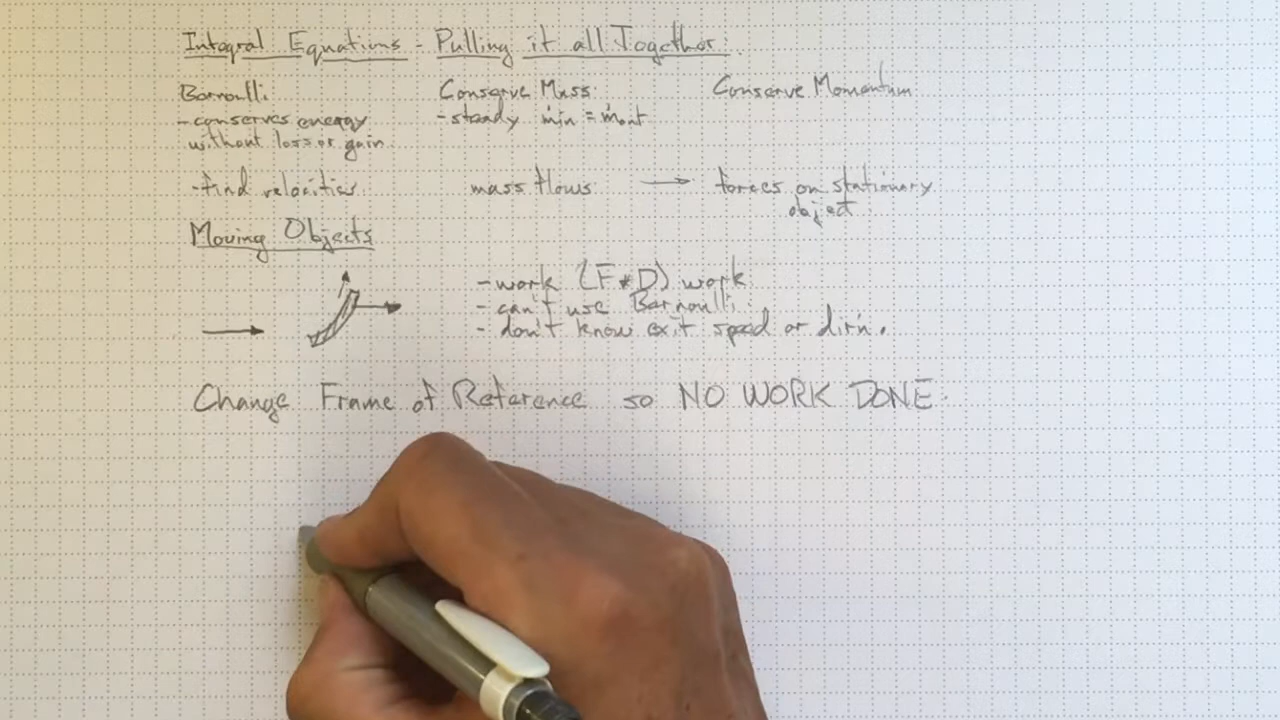 Integral Equations - Pulling it all Together.
Bernoulli
- conserves energy without loss or gain.
- find velocities
Conserve Mass.
- steady ṁin = ṁout
mass flows →
Conserve Momentum
forces on stationary object.
Moving Objects
- work (F*D) work
- can't use Bernoulli.
- don't know exit speed or dir'n.
Change Frame of Reference so NO WORK DONE.